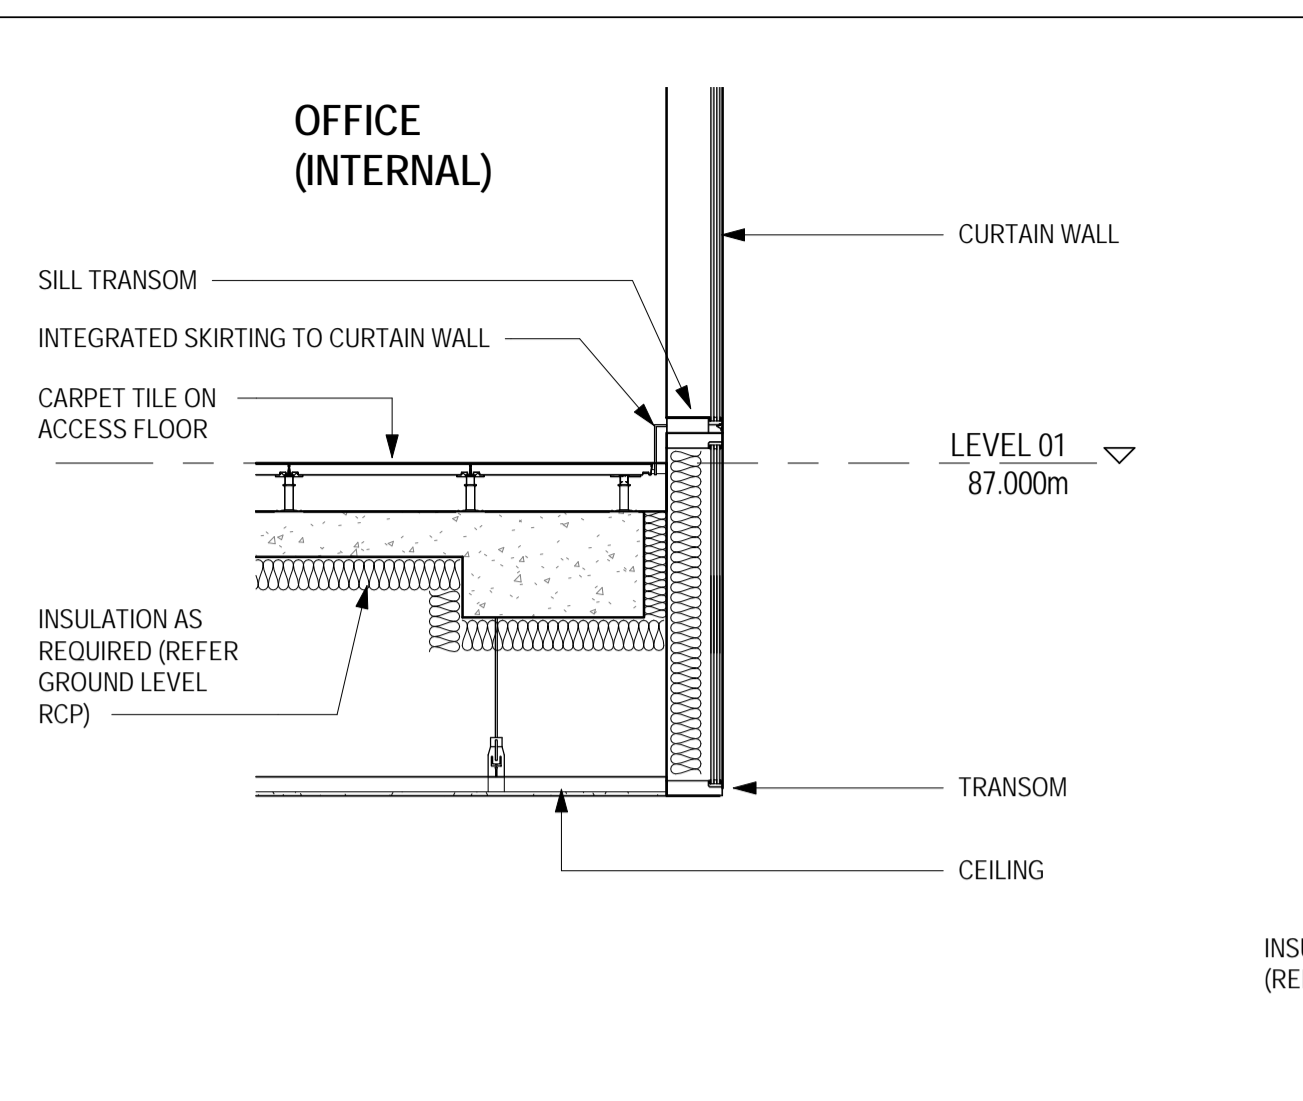 OFFICE
(INTERNAL)
CURTAIN WALL
SILL TRANSOM
INTEGRATED SKIRTING TO CURTAIN WALL
CARPET TILE ON
ACCESS FLOOR
LEVEL 01
87.000m
INSULATION AS
REQUIRED (REFER
GROUND LEVEL
RCP)
TRANSOM
CEILING